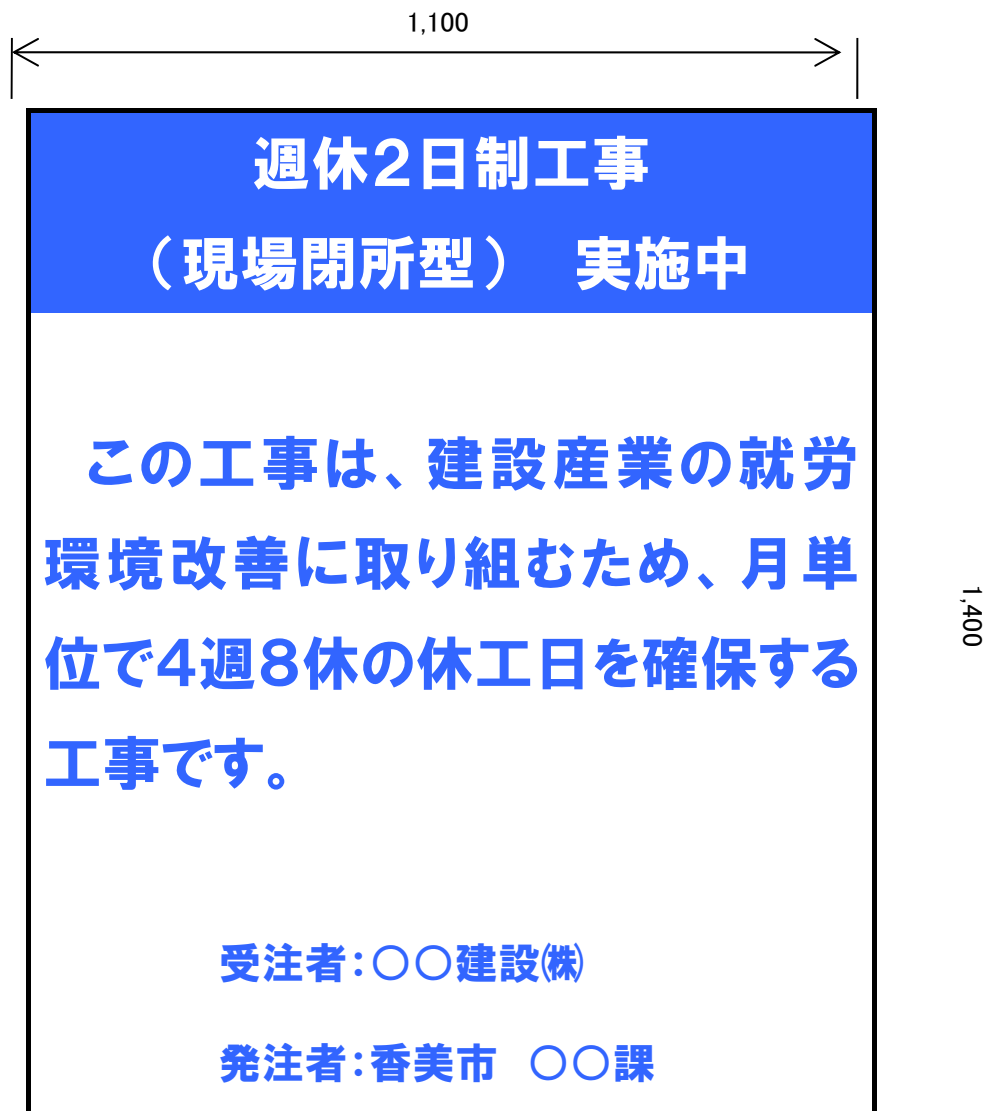 1,100
週休2日制工事
（現場閉所型）　実施中
この工事は、建設産業の就労
環境改善に取り組むため、月単
位で4週8休の休工日を確保する
工事です。
1,400
受注者：〇〇建設㈱
発注者：香美市　〇〇課